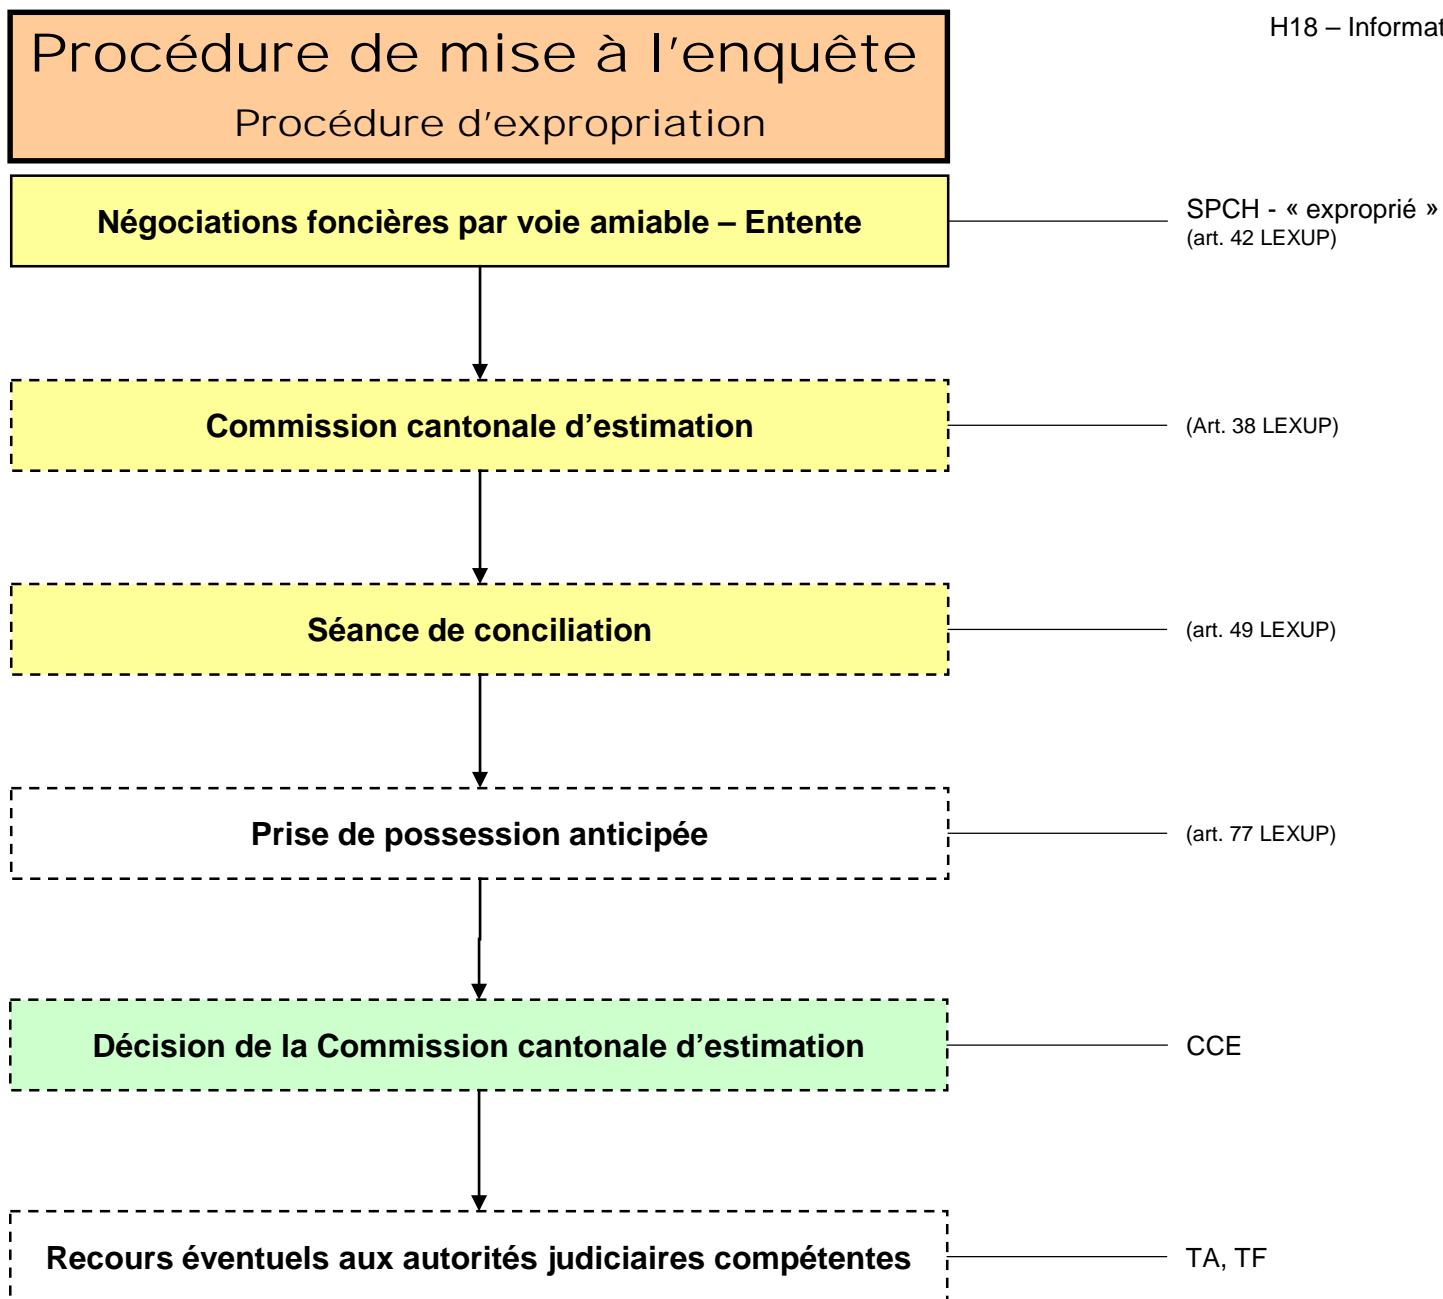 H18 – Informat
Procédure de mise à l'enquête
Procédure d'expropriation
Négociations foncières par voie amiable – Entente
SPCH - « exproprié »
(art. 42 LEXUP)
Commission cantonale d’estimation
(Art. 38 LEXUP)
Séance de conciliation
(art. 49 LEXUP)
Prise de possession anticipée
(art. 77 LEXUP)
Décision de la Commission cantonale d’estimation
CCE
Recours éventuels aux autorités judiciaires compétentes
TA, TF